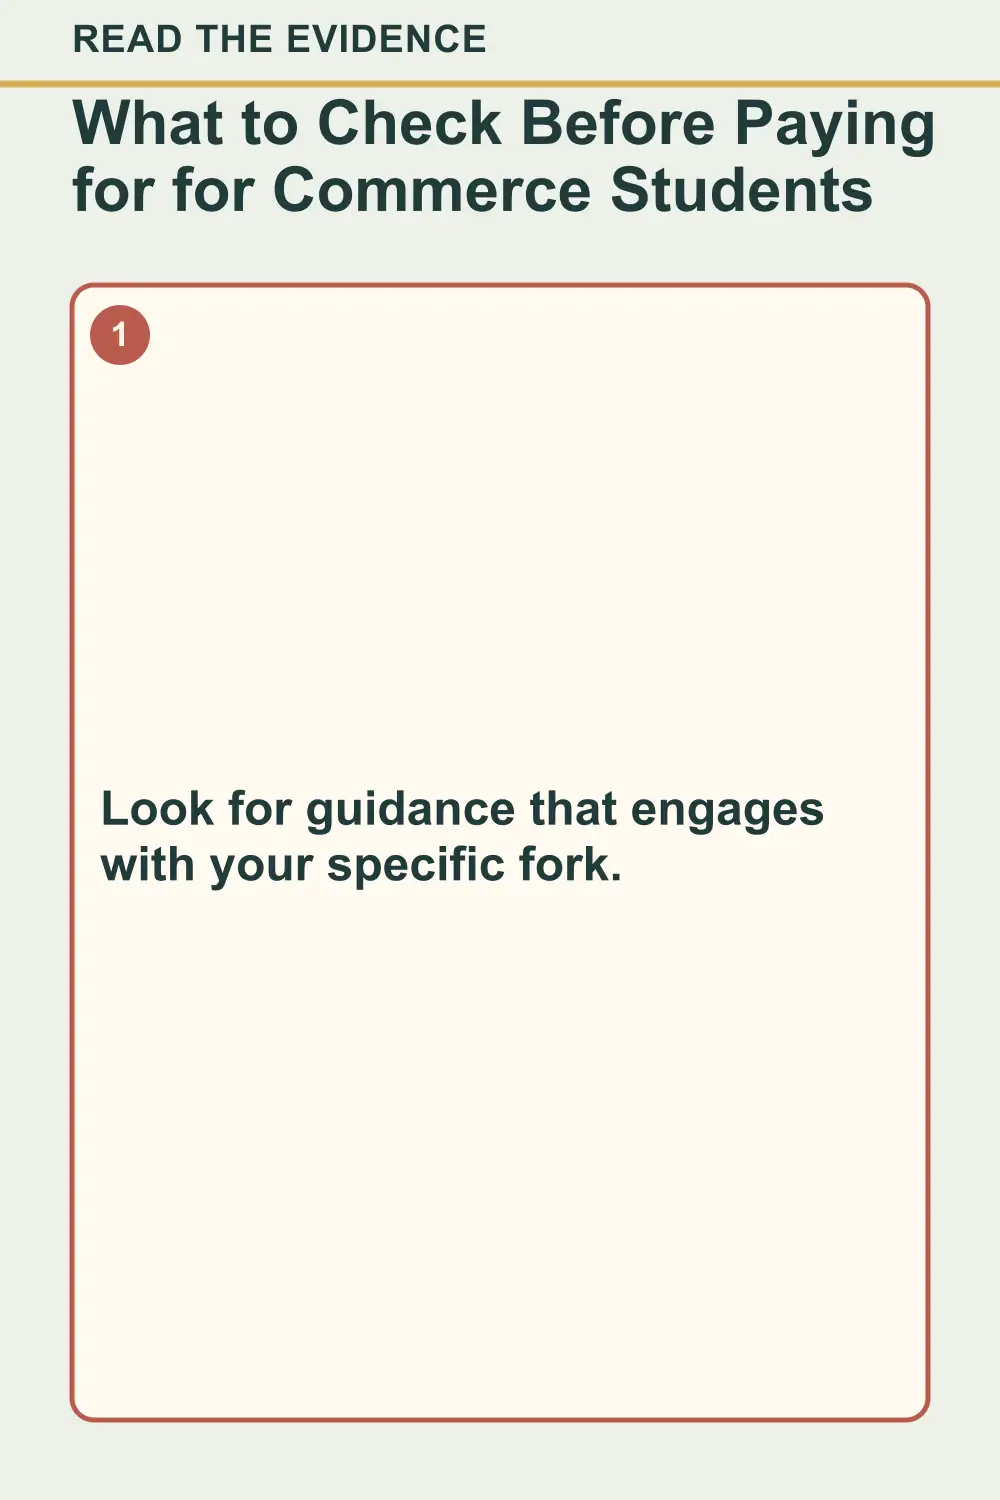 READ THE EVIDENCE
What to Check Before Paying
for for Commerce Students
1
Look for guidance that engages
with your specific fork.